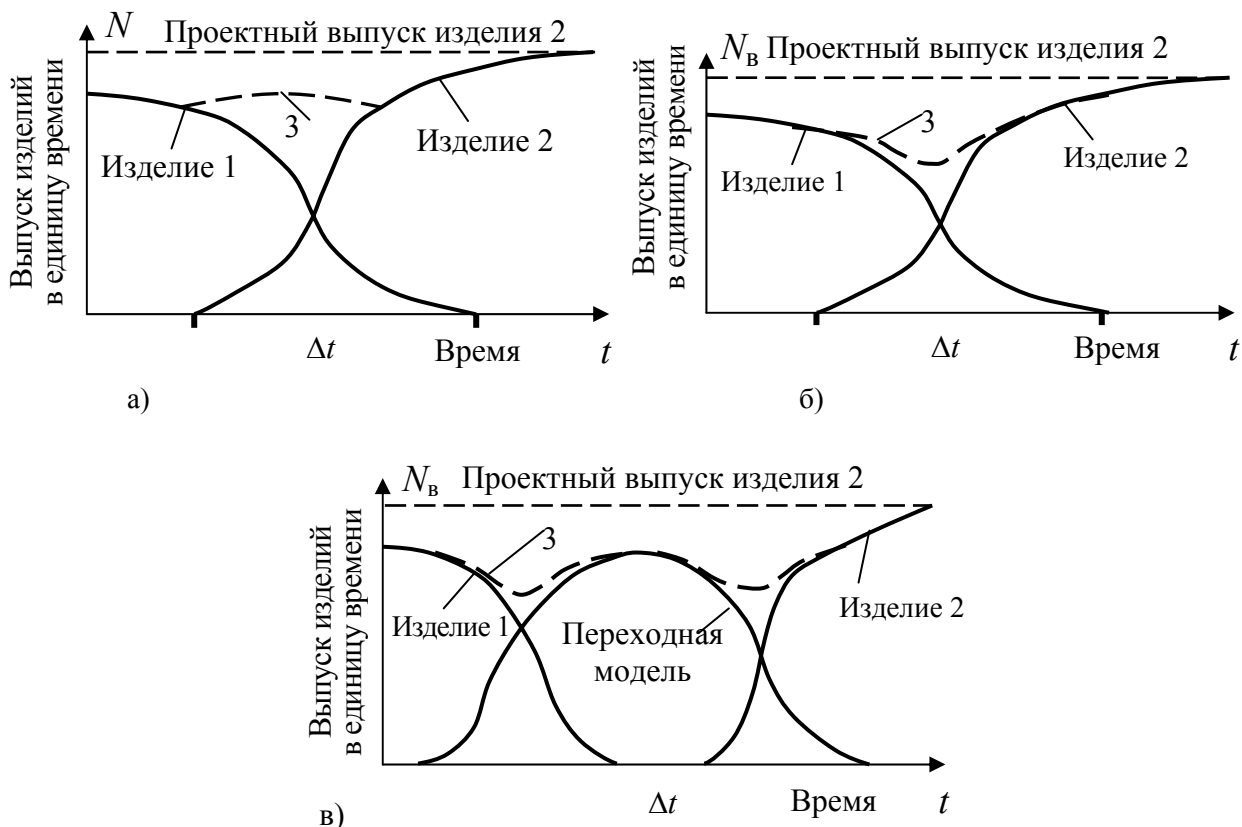 N Проектный выпуск изделия 2
Выпуск изделий
в единицу времени
3
Изделие 1
Изделие 2
Δt
Время
t
а)
Nв Проектный выпуск изделия 2
Выпуск изделий
в единицу времени
3
Изделие 1
Изделие 2
Δt
Время
t
б)
Nв Проектный выпуск изделия 2
Выпуск изделий
в единицу времени
3
Изделие 1
Переходная
модель
Изделие 2
Δt
Время
t
в)